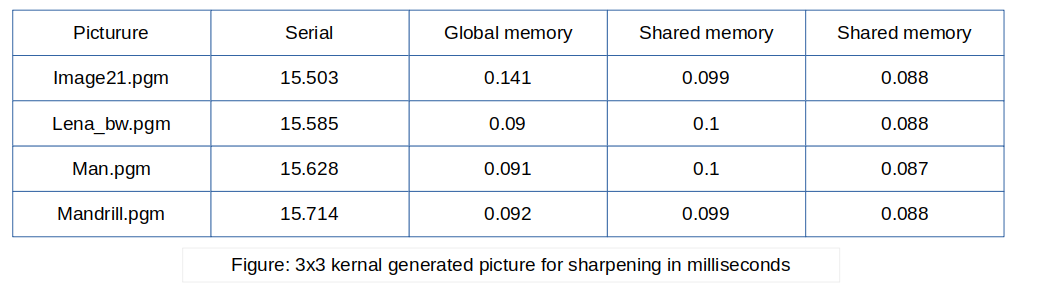 Picturure Serial Global memory Shared memory Shared memory
Image21.pgm 15.503 0.141 0.099 0.088
Lena_bw.pgm 15.585 0.09 0.1 0.088
Man.pgm 15.628 0.091 0.1 0.087
Mandrill.pgm 15.714 0.092 0.099 0.088
Figure: 3x3 kernal generated picture for sharpening in milliseconds